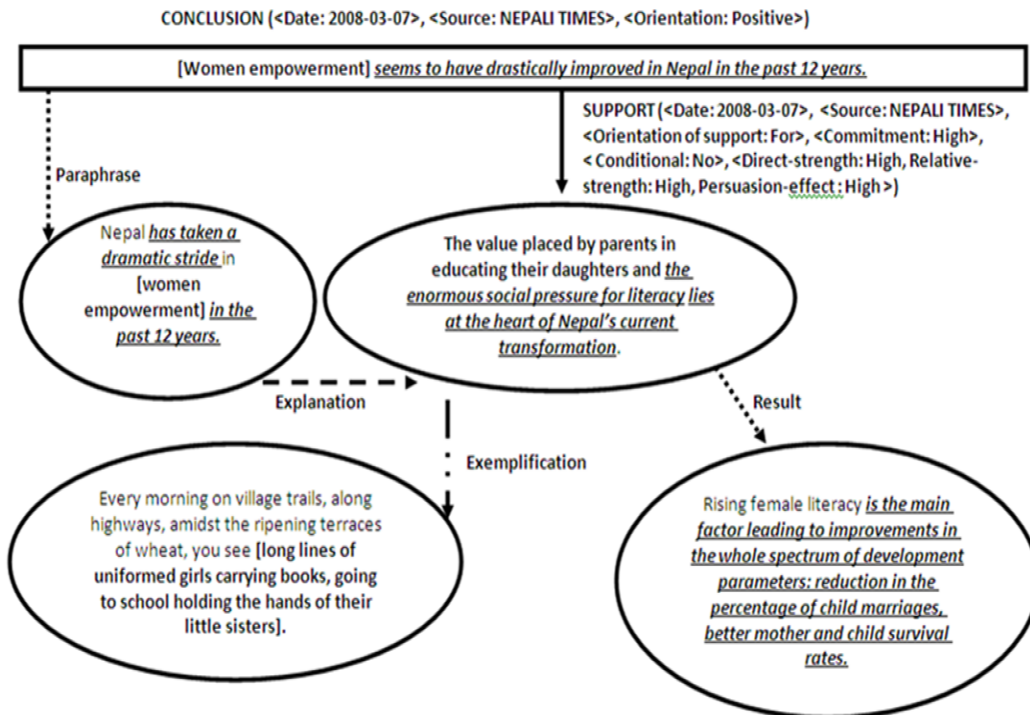 CONCLUSION (<Date: 2008-03-07>, <Source: NEPALI TIMES>, <Orientation: Positive>)
[Women empowerment] seems to have drastically improved in Nepal in the past 12 years.
SUPPORT (<Date: 2008-03-07>, <Source: NEPALI TIMES>,
<Orientation of support: For>, <Commitment: High>,
< Conditional: No>, <Direct-strength: High, Relative-
strength: High, Persuasion-effect : High >)
Paraphrase
Nepal has taken a
dramatic stride in
[women
empowerment] in the
past 12 years.
The value placed by parents in
educating their daughters and the
enormous social pressure for literacy lies
at the heart of Nepal's current
transformation.
Explanation
Result
Exemplification
Every morning on village trails, along
highways, amidst the ripening terraces
of wheat, you see [long lines of
uniformed girls carrying books, going
to school holding the hands of their
little sisters].
Rising female literacy is the main
factor leading to improvements in
the whole spectrum of development
parameters: reduction in the
percentage of child marriages,
better mother and child survival
rates.